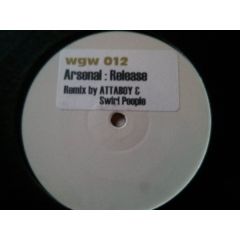 wgw 012
Arsenal : Release
Remix by ATTABOY &
Swirl People